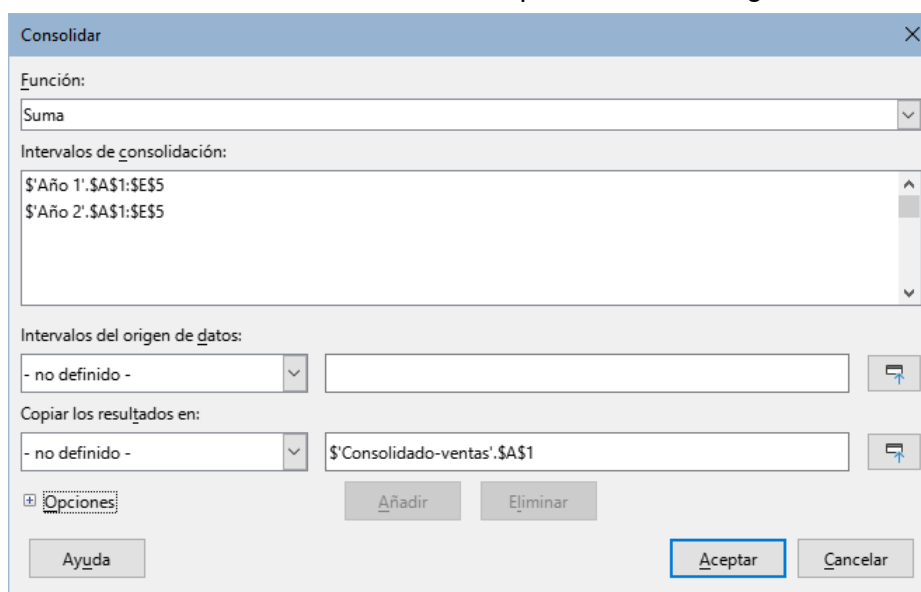 Consolidar
Función:
Suma
Intervalos de consolidación:
$'Año 1'.$A$1:$E$5
$'Año 2'.$A$1:$E$5
Intervalos del origen de datos:
- no definido -
Copiar los resultados en:
- no definido - $'Consolidado-ventas'.$A$1
Opciones Añadir Eliminar
Ayuda Aceptar Cancelar